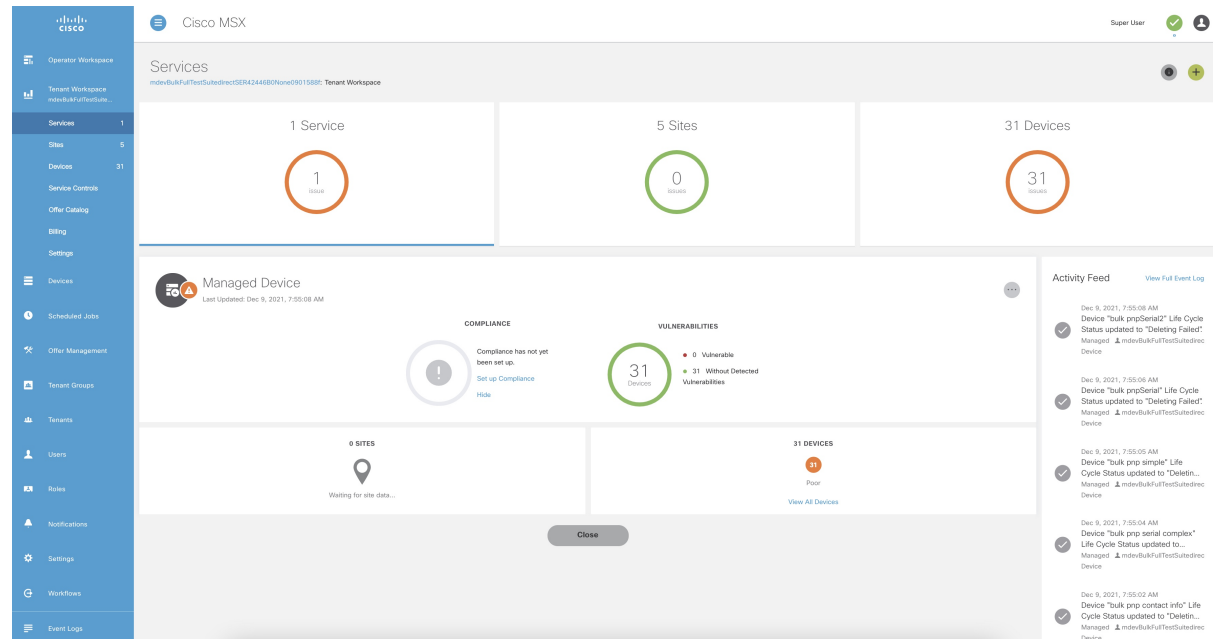 CISCO
Cisco MSX
Super User
Operator Workspace
Tenant Workspace
mdevBulkFullTestSuite...
Services 1
Sites 5
Devices 31
Service Controls
Offer Catalog
Billing
Settings
Devices
Scheduled Jobs
Offer Management
Tenant Groups
Tenants
Users
Roles
Notifications
Settings
Workflows
Event Logs
Services
mdevBulkFullTestSuitedirectSER42446B0None0901588f: Tenant Workspace
1 Service
1
Issue
5 Sites
0
Issues
31 Devices
31
Issues
Managed Device
Last Updated: Dec 9, 2021, 7:55:08 AM
COMPLIANCE
Compliance has not yet
been set up.
Set up Compliance
Hide
VULNERABILITIES
31
Devices
0 Vulnerable
31 Without Detected
Vulnerabilities
0 SITES
Waiting for site data...
31 DEVICES
31
Poor
View All Devices
Close
Activity Feed
View Full Event Log
Dec 9, 2021, 7:55:08 AM
Device "bulk pnpSerial2" Life Cycle
Status updated to "Deleting Failed".
Managed mdevBulkFullTestSuitedirec
Device
Dec 9, 2021, 7:55:06 AM
Device "bulk pnpSerial" Life Cycle
Status updated to "Deleting Failed".
Managed mdevBulkFullTestSuitedirec
Device
Dec 9, 2021, 7:55:05 AM
Device "bulk pnp simple" Life
Cycle Status updated to "Deletin...
Managed mdevBulkFullTestSuitedirec
Device
Dec 9, 2021, 7:55:04 AM
Device "bulk pnp serial complex"
Life Cycle Status updated to...
Managed mdevBulkFullTestSuitedirec
Device
Dec 9, 2021, 7:55:02 AM
Device "bulk pnp contact info" Life
Cycle Status updated to "Deletin...
Managed mdevBulkFullTestSuitedirec
Device